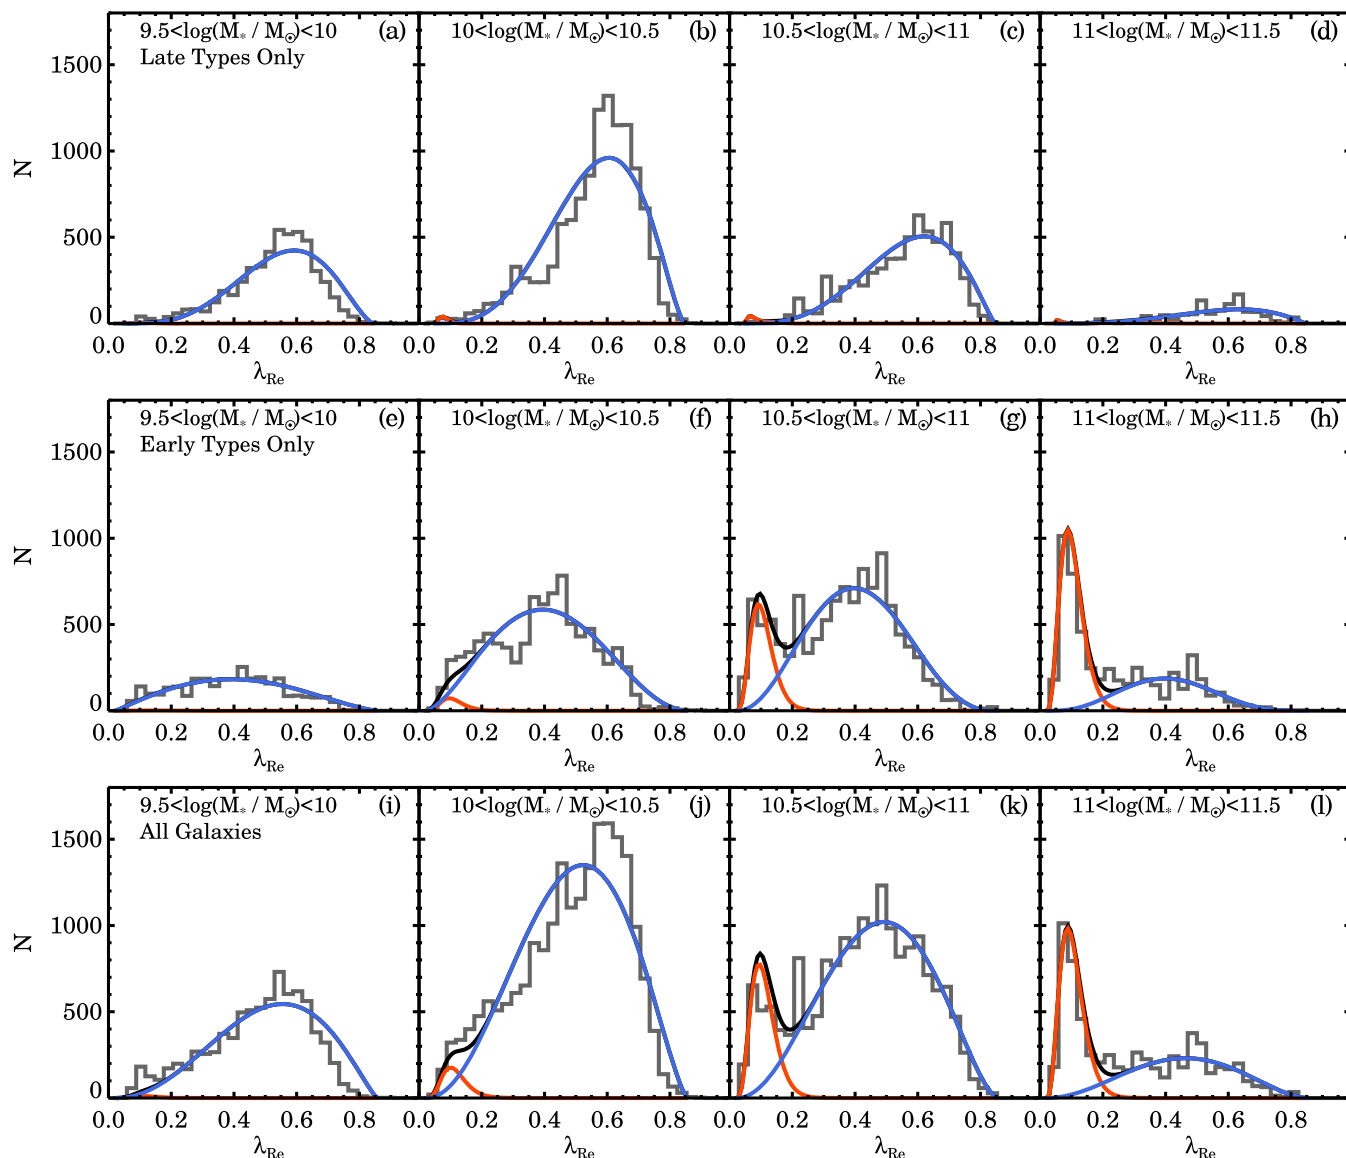 9.5<log(M* / M⊙)<10 (a) 10<log(M* / M⊙)<10.5 (b) 10.5<log(M* / M⊙)<11 (c) 11<log(M* / M⊙)<11.5 (d)
Late Types Only
1500
1000
500
0
N
0.0 0.2 0.4 0.6 0.8 0.0 0.2 0.4 0.6 0.8 0.0 0.2 0.4 0.6 0.8 0.0 0.2 0.4 0.6 0.8
λRe λRe λRe λRe
9.5<log(M* / M⊙)<10 (e) 10<log(M* / M⊙)<10.5 (f) 10.5<log(M* / M⊙)<11 (g) 11<log(M* / M⊙)<11.5 (h)
Early Types Only
1500
1000
500
0
N
0.0 0.2 0.4 0.6 0.8 0.0 0.2 0.4 0.6 0.8 0.0 0.2 0.4 0.6 0.8 0.0 0.2 0.4 0.6 0.8
λRe λRe λRe λRe
9.5<log(M* / M⊙)<10 (i) 10<log(M* / M⊙)<10.5 (j) 10.5<log(M* / M⊙)<11 (k) 11<log(M* / M⊙)<11.5 (l)
All Galaxies
1500
1000
500
0
N
0.0 0.2 0.4 0.6 0.8 0.0 0.2 0.4 0.6 0.8 0.0 0.2 0.4 0.6 0.8 0.0 0.2 0.4 0.6 0.8
λRe λRe λRe λRe